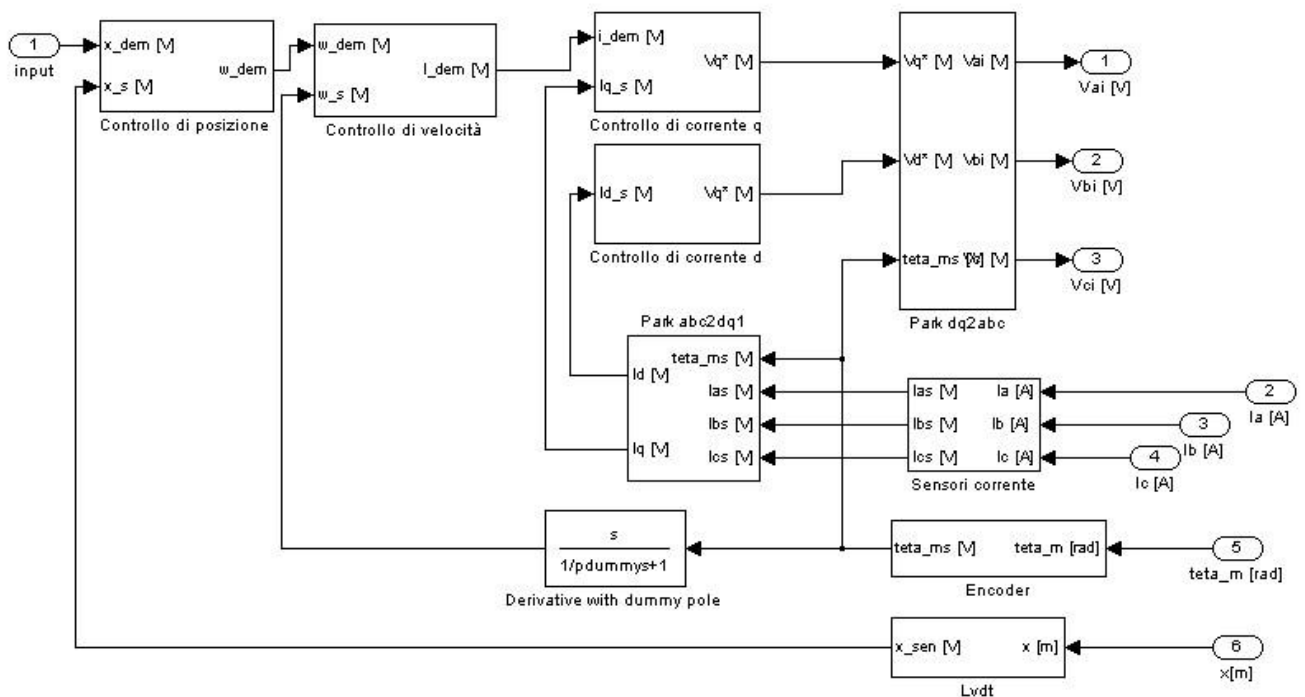 1
input
x_dem [V]
x_s [V]
w_dem
Controllo di posizione
w_dem [V]
w_s [V]
I_dem [V]
Controllo di velocità
i_dem [V]
Iq_s [V]
Vq* [V]
Controllo di corrente q
Id_s [V]
Vq* [V]
Controllo di corrente d
Vq* [V]
Vai [V]
Vd* [V]
Vbi [V]
teta_ms [V]
[V]
Park dq2abc
1
Vai [V]
2
Vbi [V]
3
Vci [V]
Park abc2dq1
teta_ms [V]
Id [V]
Ias [V]
Ibs [V]
Iq [V]
Ics [V]
Ias [V]
Ia [A]
Ibs [V]
Ib [A]
Ics [V]
Ic [A]
Sensori corrente
2
Ia [A]
3
Ib [A]
4
Ic [A]
s
1/pdummys+1
Derivative with dummy pole
teta_ms [V]
teta_m [rad]
Encoder
5
teta_m [rad]
x_sen [V]
x [m]
Lvdt
6
x[m]